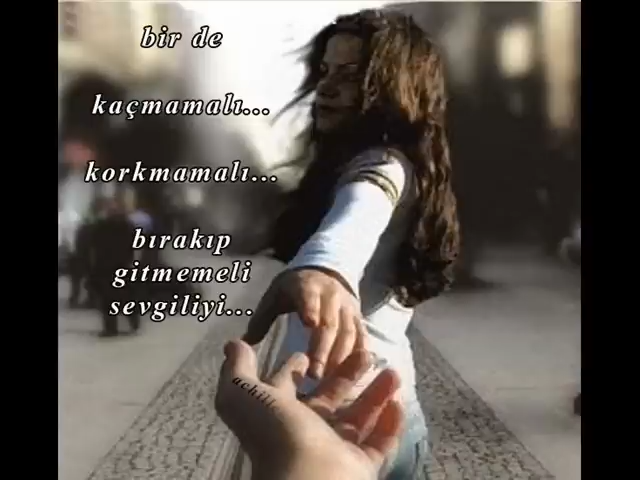 bir de
kaçmamalı...
korkmamalı...
bırakıp
gitmemeli
sevgiliyi...